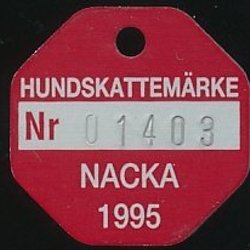 HUNDSKATTEMÄRKE
Nr 01403
NACKA
1995